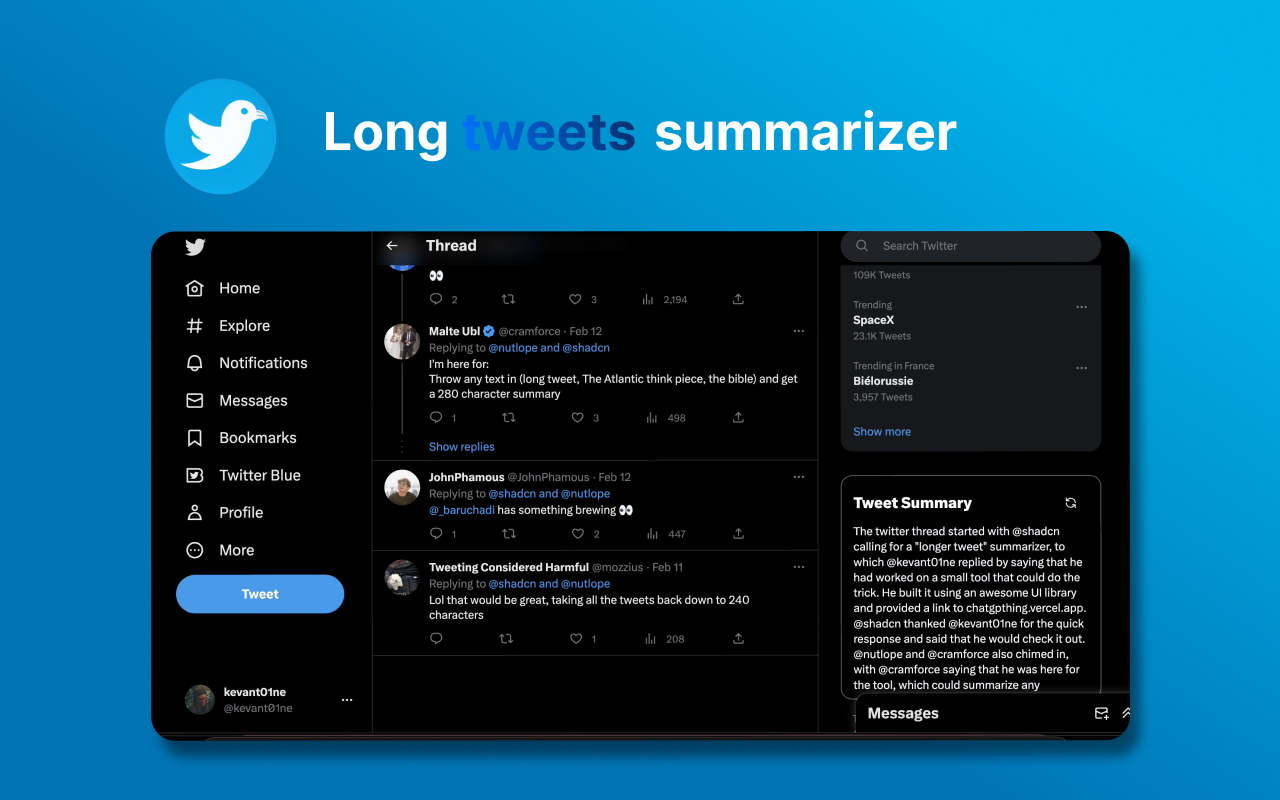 Long tweets summarizer
Home
Explore
Notifications
Messages
Bookmarks
Twitter Blue
Profile
More
Tweet
kevant01ne
@kevant01ne
Thread
👀
2 3 2,194
Malte Ubl @cramforce · Feb 12
Replying to @nutlope and @shadcn
I'm here for:
Throw any text in (long tweet, The Atlantic think piece, the bible) and get
a 280 character summary
1 3 498
Show replies
JohnPhamous @JohnPhamous · Feb 12
Replying to @shadcn and @nutlope
@_baruchadi has something brewing 👀
1 2 447
Tweeting Considered Harmful @mozzius · Feb 11
Replying to @shadcn and @nutlope
Lol that would be great, taking all the tweets back down to 240
characters
1 208
Search Twitter
109K Tweets
Trending
SpaceX
23.1K Tweets
Trending in France
Biélorussie
3,957 Tweets
Show more
Tweet Summary
The twitter thread started with @shadcn
calling for a "longer tweet" summarizer, to
which @kevant01ne replied by saying that he
had worked on a small tool that could do the
trick. He built it using an awesome UI library
and provided a link to chatgpthing.vercel.app.
@shadcn thanked @kevant01ne for the quick
response and said that he would check it out.
@nutlope and @cramforce also chimed in,
with @cramforce saying that he was here for
the tool, which could summarize any
Messages